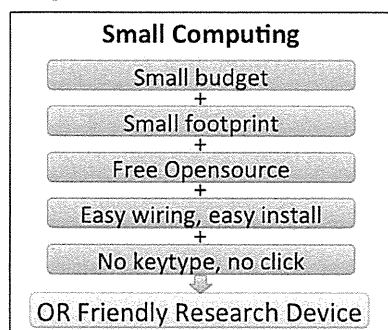 Small Computing
Small budget
+
Small footprint
+
Free Opensource
+
Easy wiring, easy install
+
No keytype, no click
OR Friendly Research Device